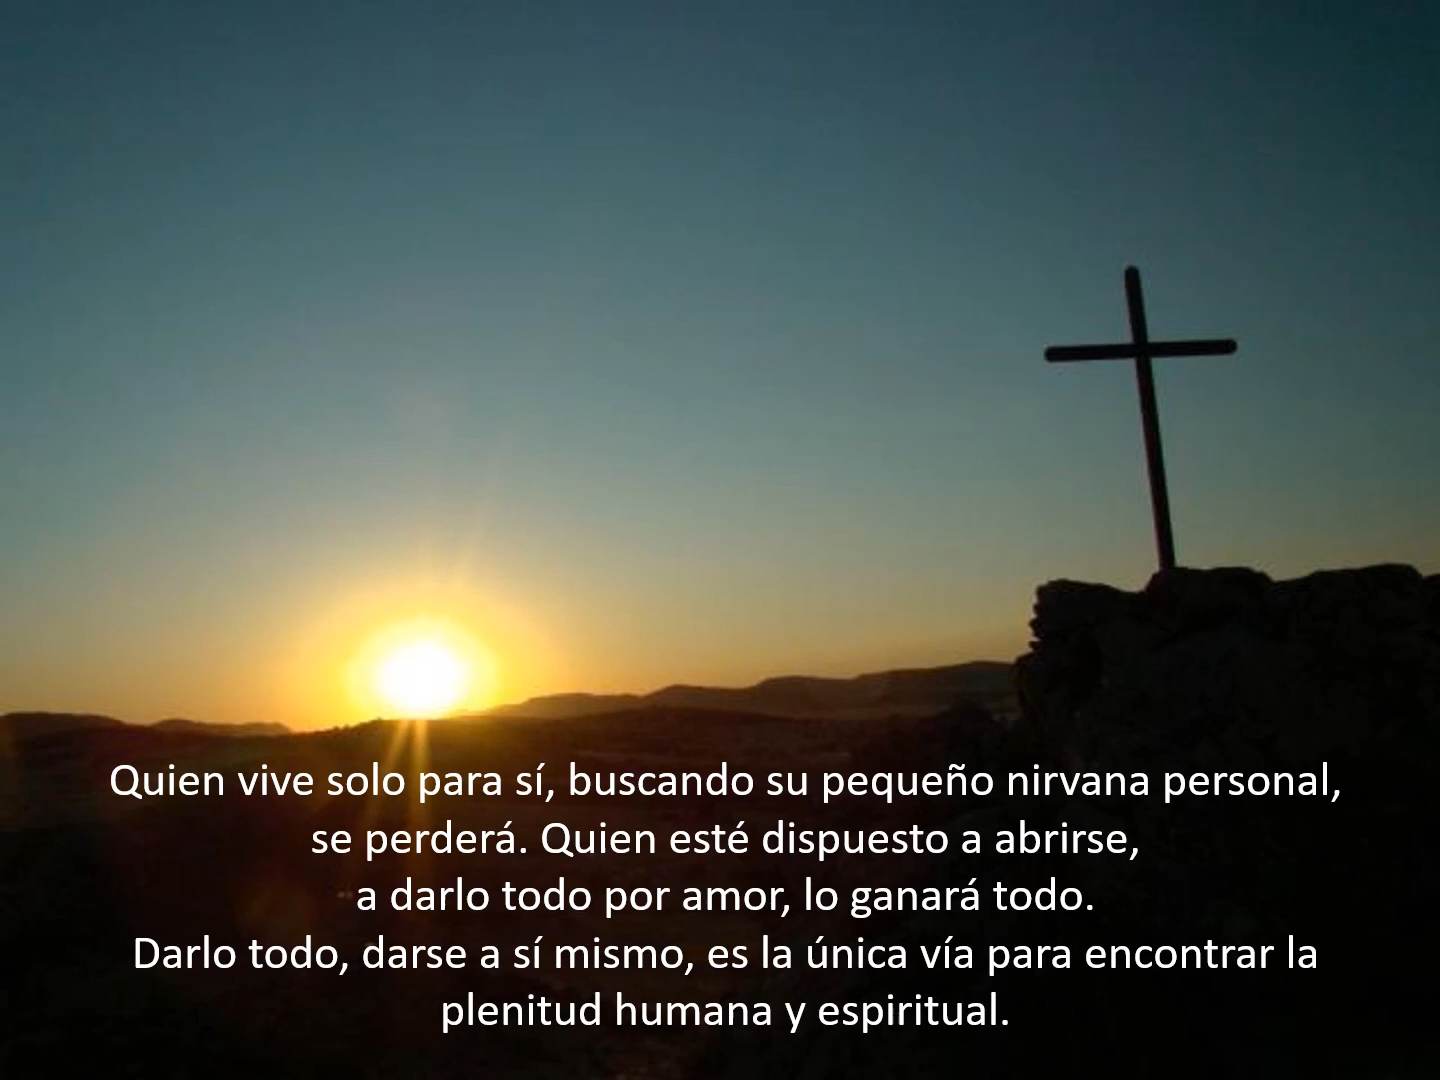 Quien vive solo para sí, buscando su pequeño nirvana personal,
se perderá. Quien esté dispuesto a abrirse,
a darlo todo por amor, lo ganará todo.
Darlo todo, darse a sí mismo, es la única vía para encontrar la
plenitud humana y espiritual.